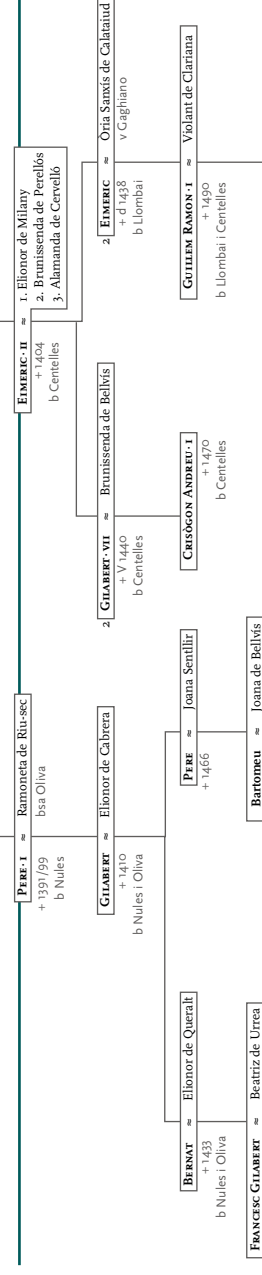 PERE · I ≈ Ramoneta de Riu-sec
+ 1391/99
b Nules
bsa Oliva
EIMERIC · II ≈ 1. Elionor de Milany
2. Brunissenda de Perellós
3. Alamanda de Cervelló
+ 1404
b Centelles
GILABERT ≈ Elionor de Cabrera
+ 1410
b Nules i Oliva
2 GILABERT · VII ≈ Brunissenda de Bellvís
+ V 1440
b Centelles
2 EIMERIC ≈ Òria Sanxís de Calataiud
+ d 1438
b Llombai
v Gaghiano
BERNAT ≈ Elionor de Queralt
+ 1433
b Nules i Oliva
PERE ≈ Joana Sentllir
+ 1466
CRISÒGON ANDREU · I
+ 1470
b Centelles
GUILLEM RAMON · I ≈ Violant de Clariana
+ 1490
b Llombai i Centelles
FRANCESC GILABERT ≈ Beatriz de Urrea
Bartomeu ≈ Joana de Bellvís